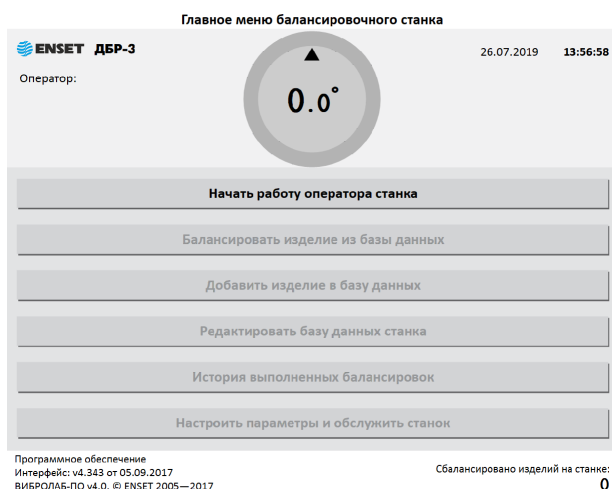 Главное меню балансировочного станка
ENSET ДБР-3
26.07.2019 13:56:58
Оператор:
0.0°
Начать работу оператора станка
Балансировать изделие из базы данных
Добавить изделие в базу данных
Редактировать базу данных станка
История выполненных балансировок
Настроить параметры и обслужить станок
Программное обеспечение
Интерфейс: v4.343 от 05.09.2017
Сбалансировано изделий на станке:
ВИБРОЛАБ-ПО v4.0. © ENSET 2005—2017
0